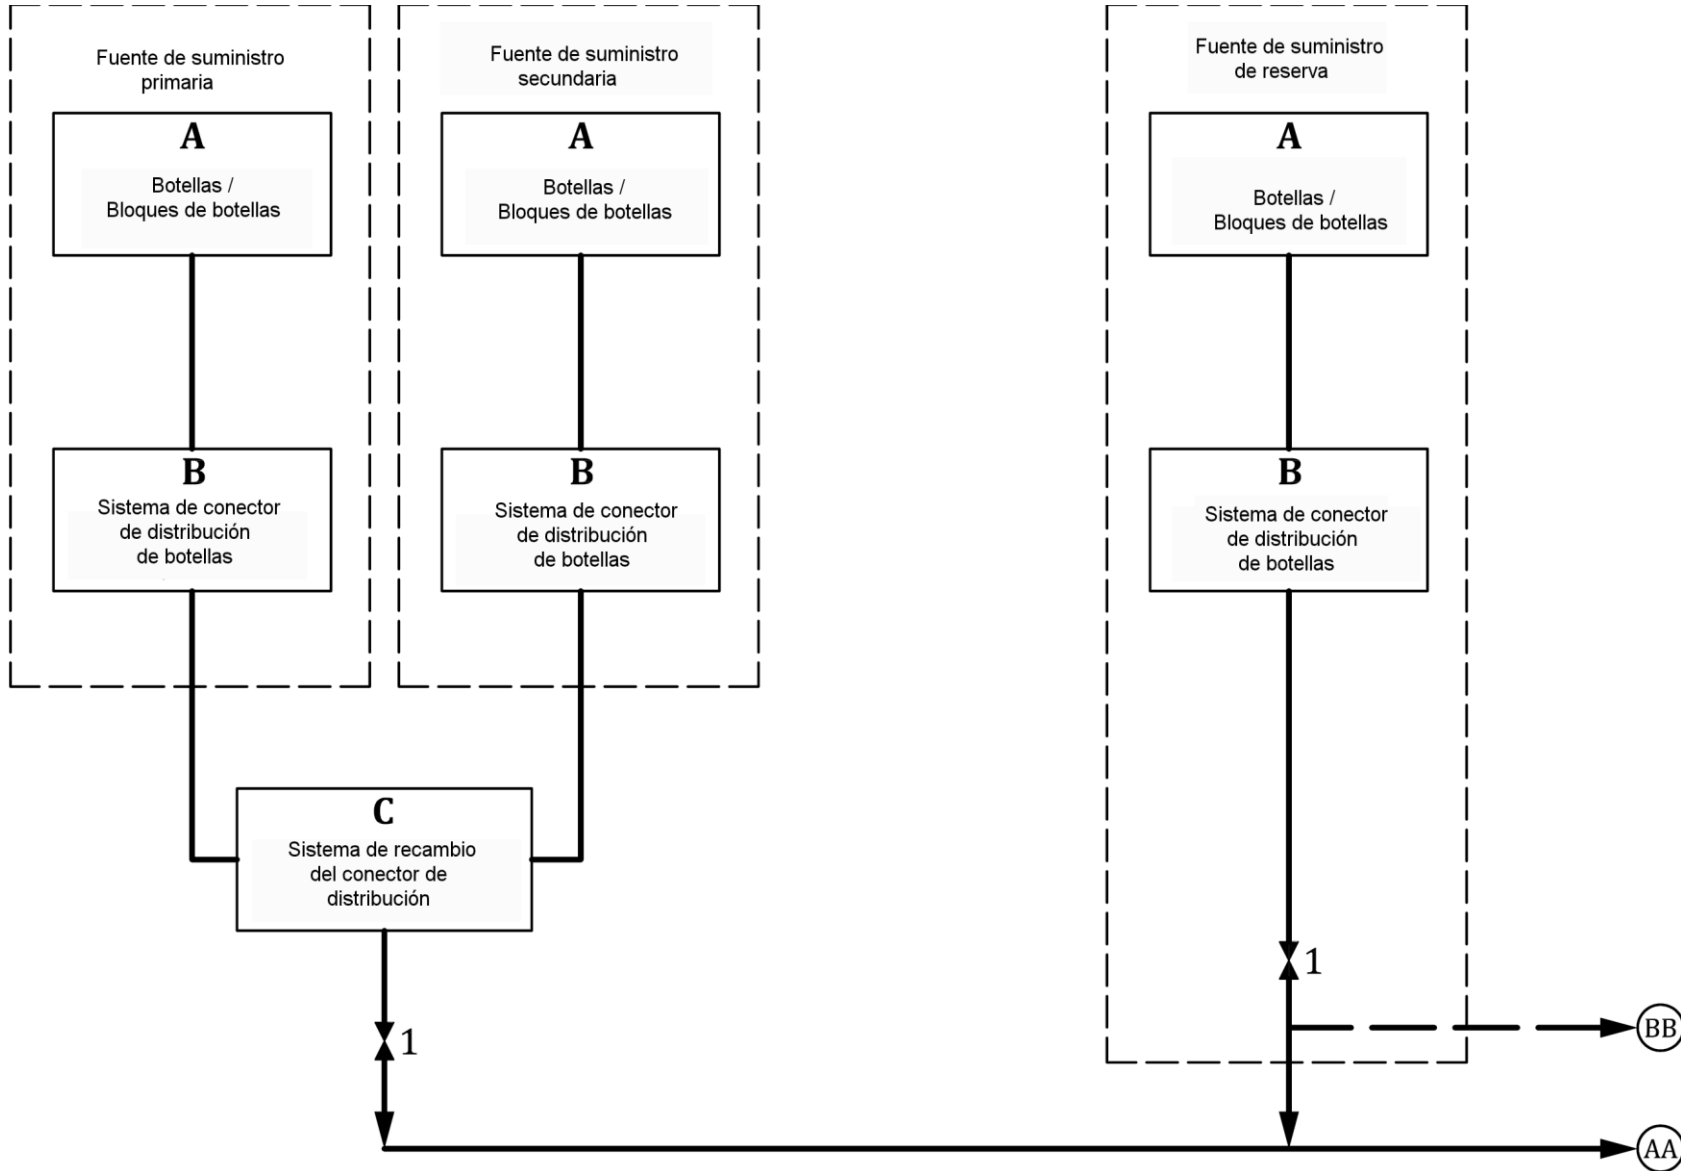 Fuente de suministro
primaria
A
Botellas /
Bloques de botellas
B
Sistema de conector
de distribución
de botellas
Fuente de suministro
secundaria
A
Botellas /
Bloques de botellas
B
Sistema de conector
de distribución
de botellas
C
Sistema de recambio
del conector de
distribución
1
Fuente de suministro
de reserva
A
Botellas /
Bloques de botellas
B
Sistema de conector
de distribución
de botellas
1
BB
AA